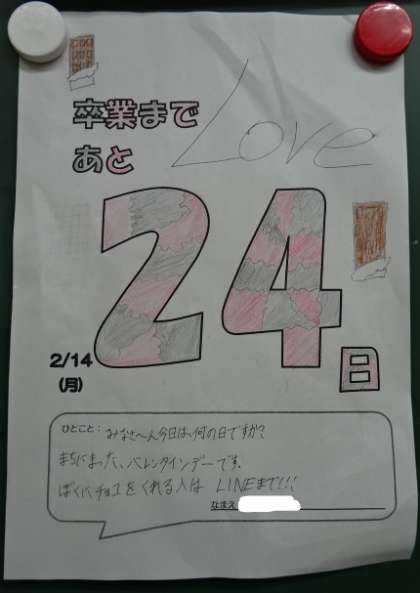 卒業まで
Love
あと
24
日
2/14
(月)
ひとこと: みなさ〜ん今日は何の日ですか？
まちにまった、バレンタインデーです。
ぼくにチョコをくれる人は LINEまで!!!
なまえ